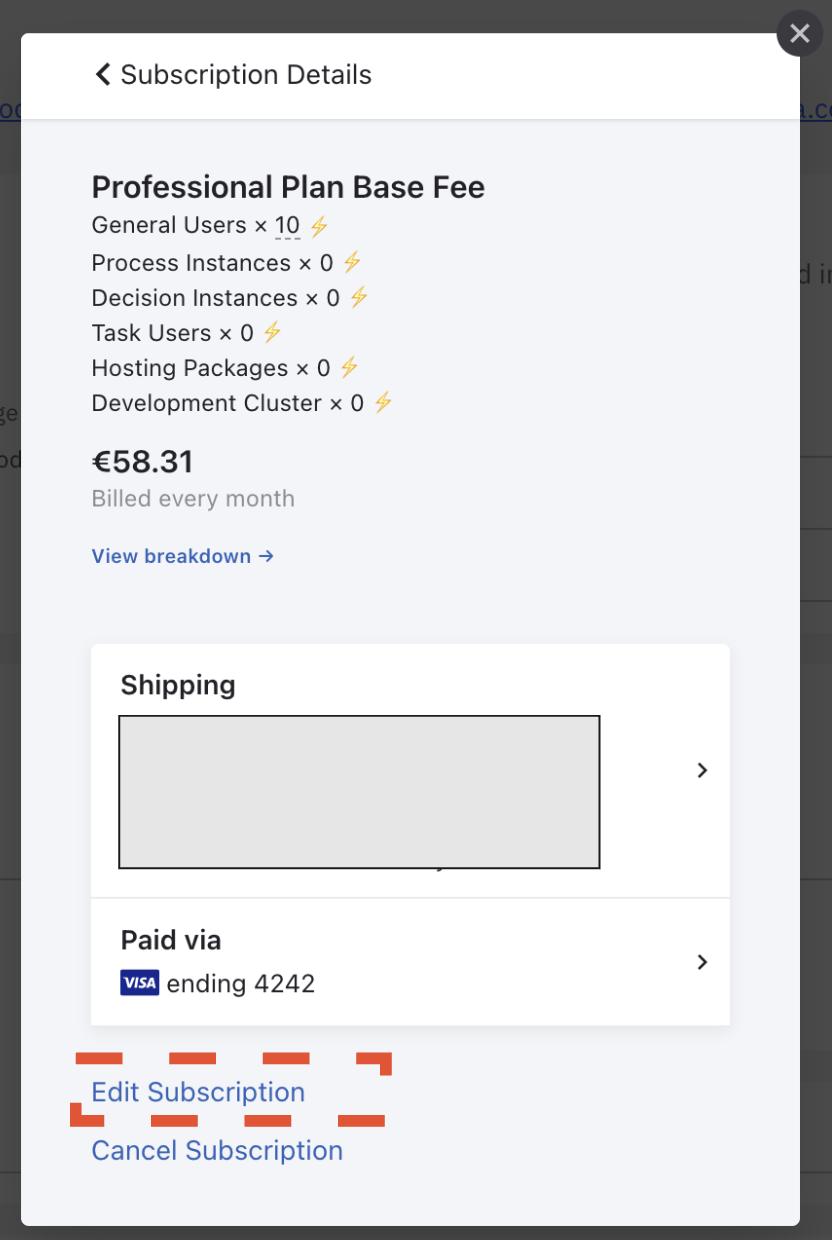 Subscription Details
Professional Plan Base Fee
General Users × 10 ⚡
Process Instances × 0 ⚡
Decision Instances × 0 ⚡
Task Users × 0 ⚡
Hosting Packages × 0 ⚡
Development Cluster × 0 ⚡
€58.31
Billed every month
View breakdown →
Shipping
Paid via
VISA ending 4242
Edit Subscription
Cancel Subscription